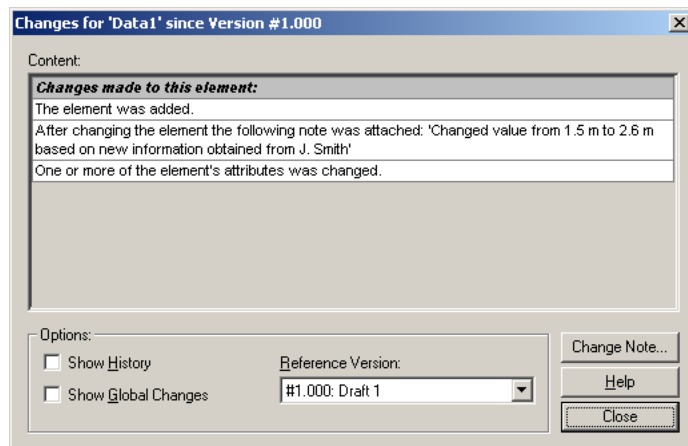 Changes for 'Data1' since Version #1.000
Content:
Changes made to this element:
The element was added.
After changing the element the following note was attached: 'Changed value from 1.5 m to 2.6 m
based on new information obtained from J. Smith'
One or more of the element's attributes was changed.
Options:
Show History
Show Global Changes
Reference Version:
#1.000: Draft 1
Change Note...
Help
Close